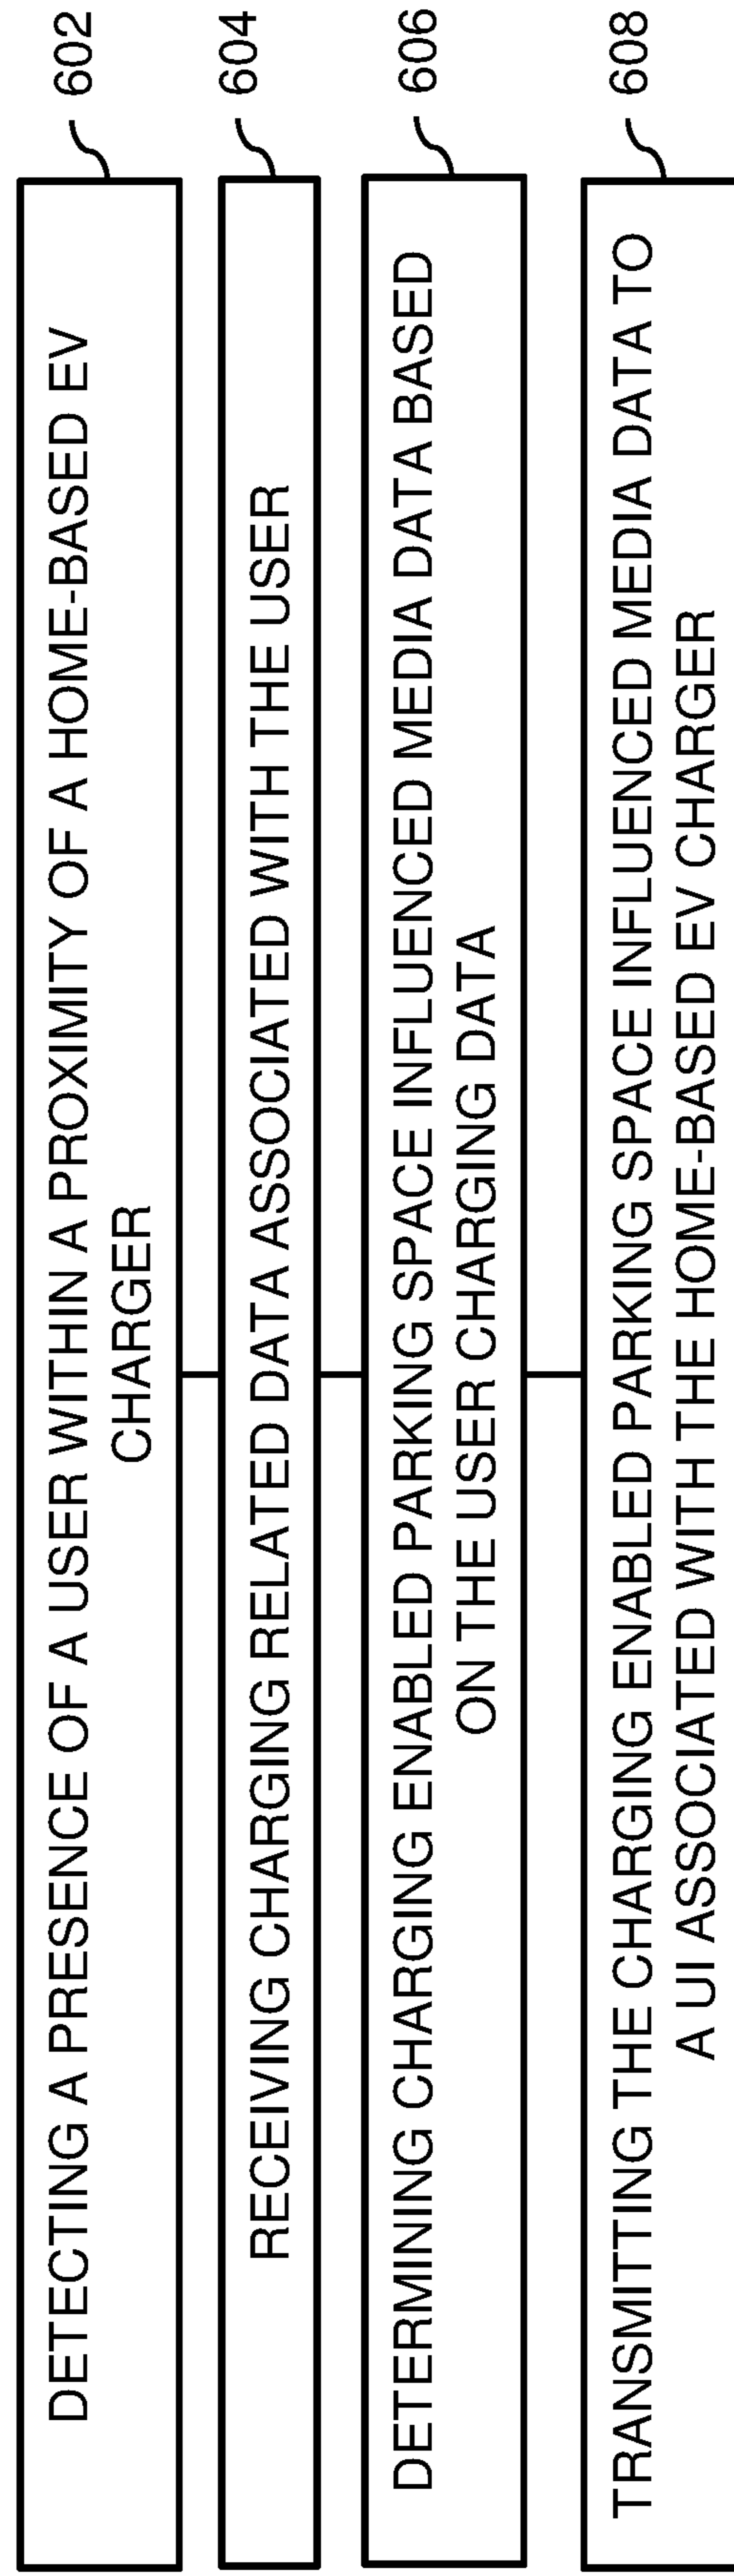 DETECTING A PRESENCE OF A USER WITHIN A PROXIMITY OF A HOME-BASED EV
CHARGER
602
RECEIVING CHARGING RELATED DATA ASSOCIATED WITH THE USER
604
DETERMINING CHARGING ENABLED PARKING SPACE INFLUENCED MEDIA DATA BASED
ON THE USER CHARGING DATA
606
TRANSMITTING THE CHARGING ENABLED PARKING SPACE INFLUENCED MEDIA DATA TO
A UI ASSOCIATED WITH THE HOME-BASED EV CHARGER
608